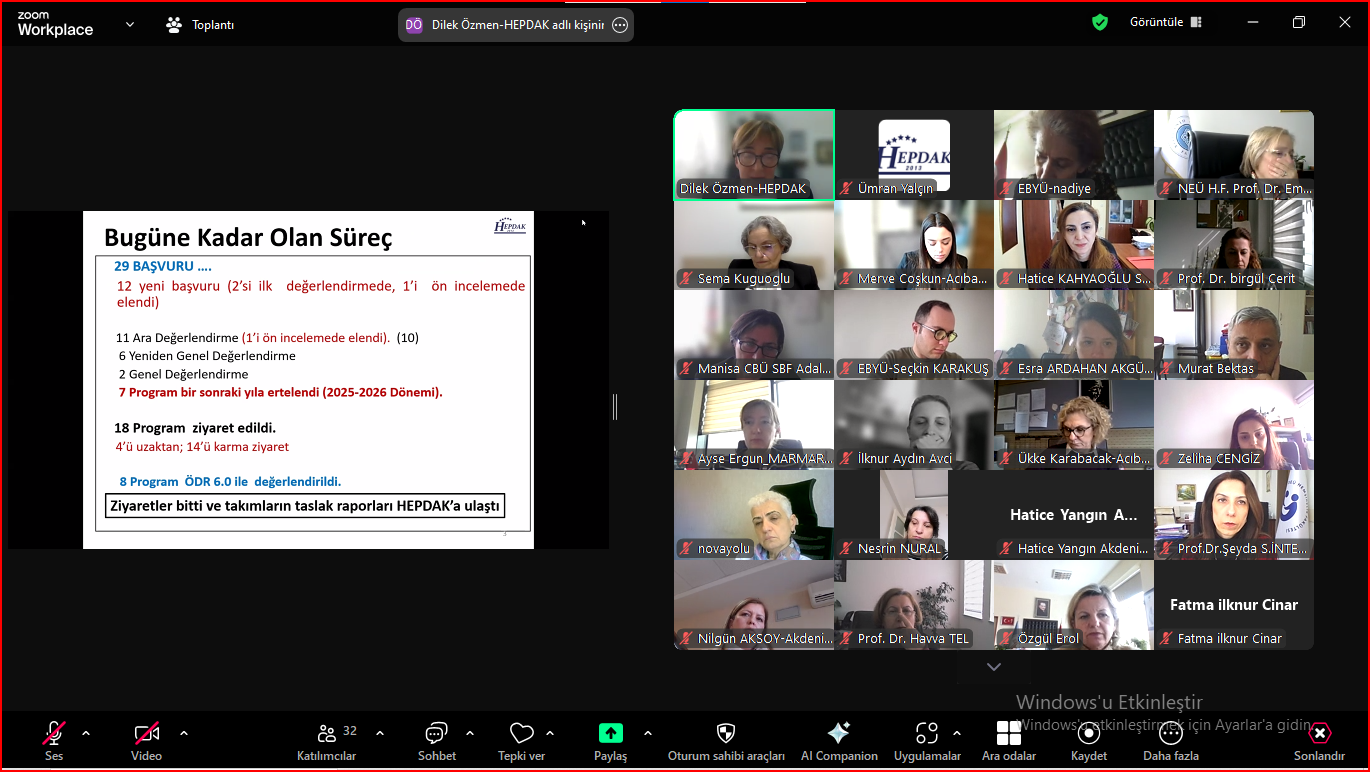 zoom
Workplace
Toplantı
DÖ
Dilek Özmen-HEPDAK adlı kişinir
Görüntüle
HEPDAK
Bugüne Kadar Olan Süreç
29 BAŞVURU ....
12 yeni başvuru (2'si ilk değerlendirmede, 1'i ön incelemede
elendi)
11 Ara Değerlendirme (1'i ön incelemede elendi). (10)
6 Yeniden Genel Değerlendirme
2 Genel Değerlendirme
7 Program bir sonraki yıla ertelendi (2025-2026 Dönemi).
18 Program ziyaret edildi.
4'ü uzaktan; 14'ü karma ziyaret
8 Program ÖDR 6.0 ile değerlendirildi.
Ziyaretler bitti ve takımların taslak raporları HEPDAK'a ulaştı
3
Dilek Özmen-HEPDAK
HEPDAK
2013
Ümran Yalçın
EBYÜ-nadiye
NEÜ H.F. Prof. Dr. Em...
Sema Kuguoglu
Merve Coşkun-Acıba...
Hatice KAHYAOĞLU S...
Prof. Dr. birgül Çerit
Manisa CBÜ SBF Adal...
EBYÜ-Seçkin KARAKUŞ
Esra ARDAHAN AKGÜ...
Murat Bektas
Ayse Ergun_MARMAR...
İlknur Aydın Avci
Ükke Karabacak-Acıb...
Zeliha CENGİZ
novayolu
Nesrin NURAL
Hatice Yangın A...
Hatice Yangın Akdeni...
Prof.Dr.Şeyda S.İNTE...
Nilgün AKSOY-Akdeni...
Prof. Dr. Havva TEL
Özgül Erol
Fatma ilknur Cinar
Fatma ilknur Cinar
Windows'u Etkinleştir
Windows'u etkinleştirmek için Ayarlar'a gidin.
Ses
Video
32
Katılımcılar
Sohbet
Tepki ver
Paylaş
Oturum sahibi araçları
AI Companion
Uygulamalar
Ara odalar
Kaydet
Daha fazla
Sonlandır